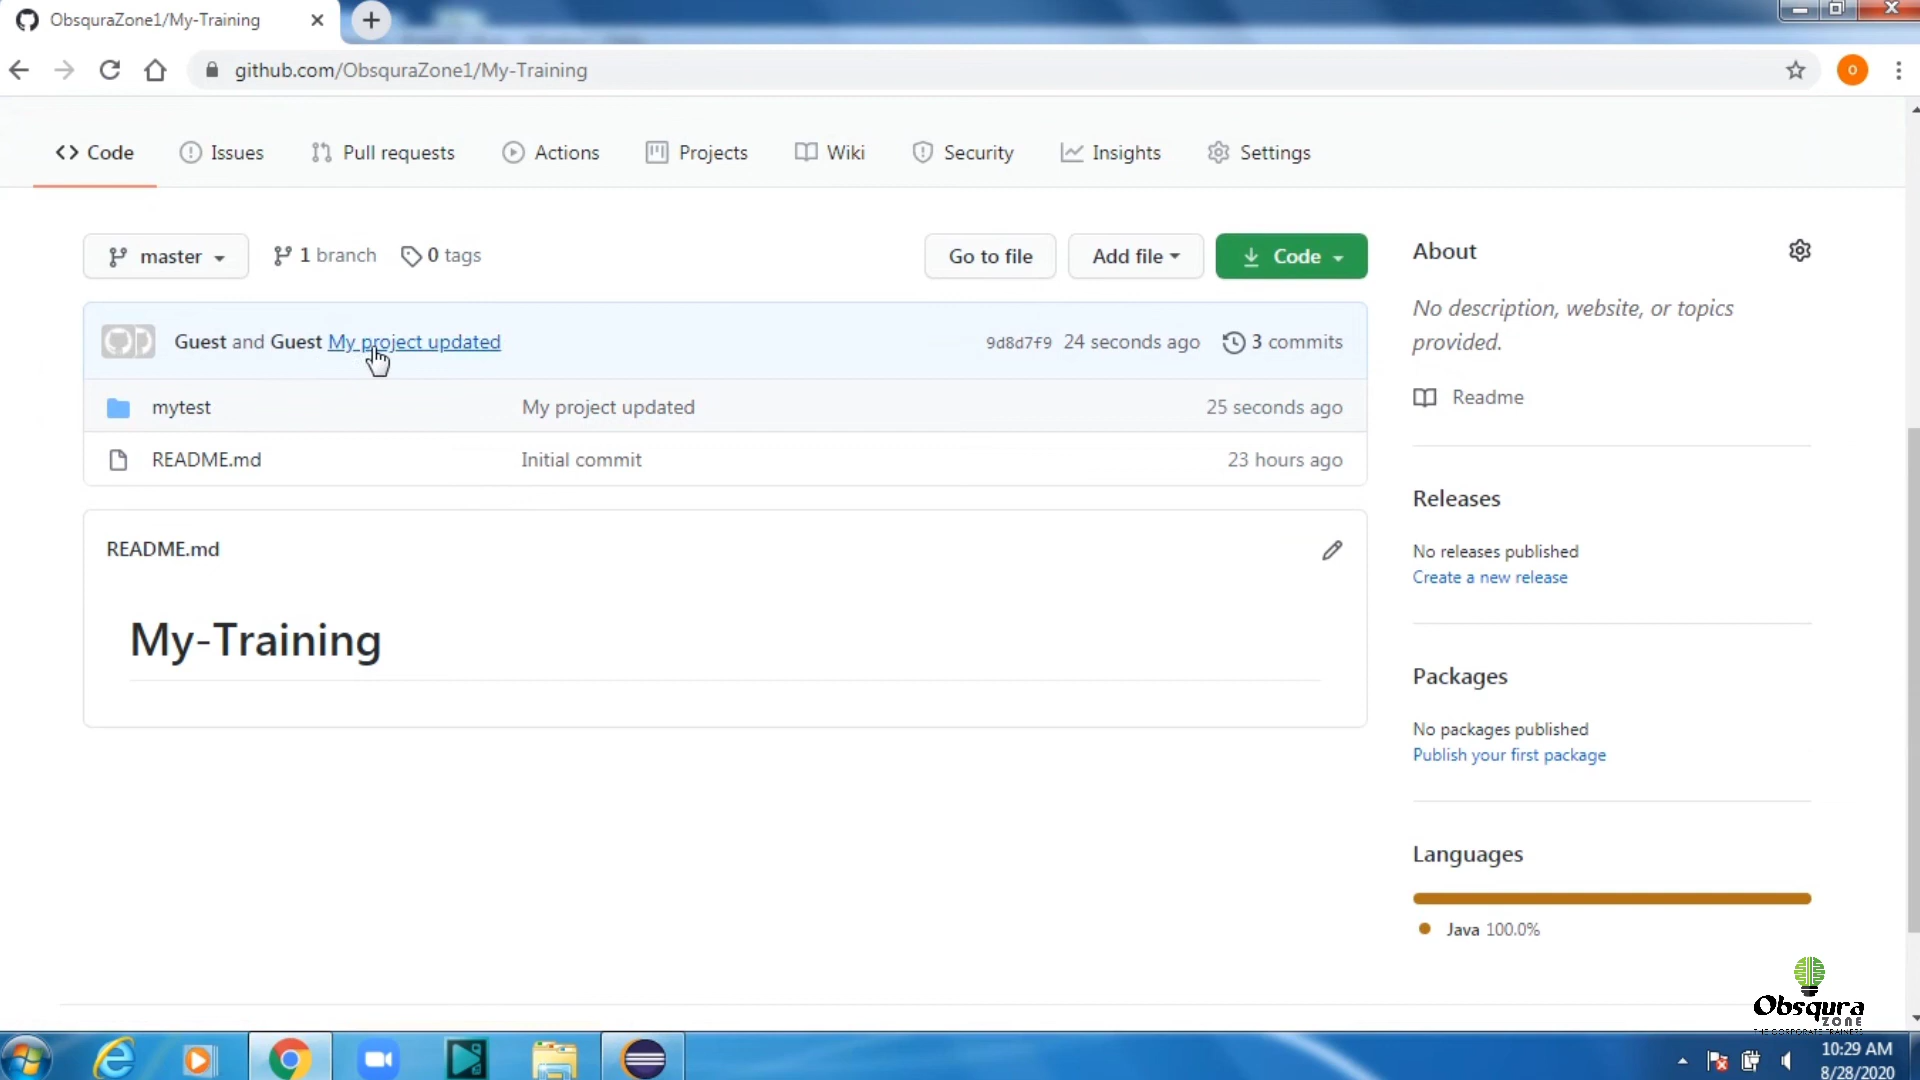 ObsquraZone1/My-Training
github.com/ObsquraZone1/My-Training
Code Issues Pull requests Actions Projects Wiki Security Insights Settings
master 1 branch 0 tags Go to file Add file Code
Guest and Guest My project updated 9d8d7f9 24 seconds ago 3 commits
mytest My project updated 25 seconds ago
README.md Initial commit 23 hours ago
README.md
My-Training
About
No description, website, or topics
provided.
Readme
Releases
No releases published
Create a new release
Packages
No packages published
Publish your first package
Languages
Java 100.0%
Obsqura
ZONE
THE CORPORATE TRAINERS
10:29 AM
8/28/2020